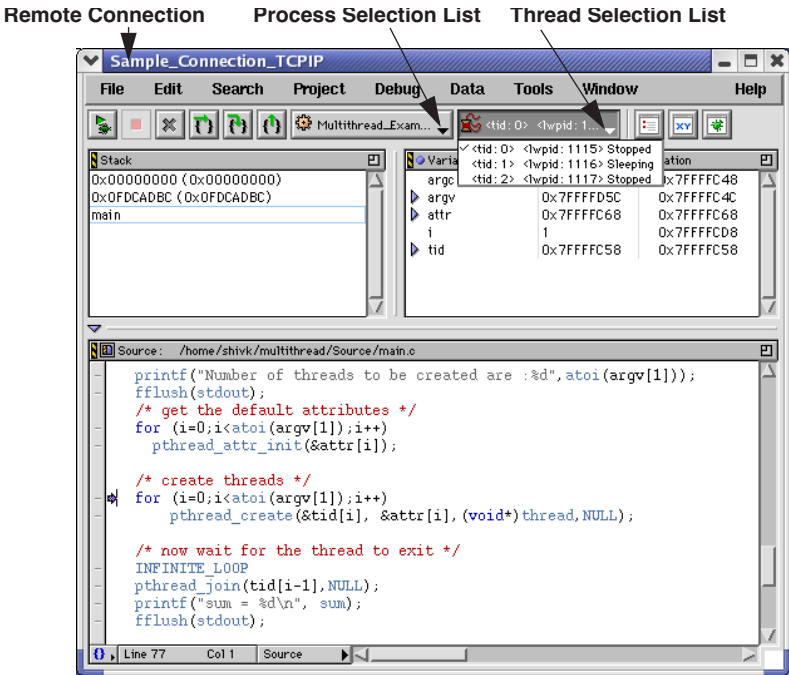 Remote Connection Process Selection List Thread Selection List
Sample_Connection_TCPIP
File Edit Search Project Debug Data Tools Window Help
Multithread_Exam... <tid: 0> <lwpid: 1...
Stack
0x00000000 (0x00000000)
0x0FDCADBC (0x0FDCADBC)
main
Varia ation
✓<tid: 0> <lwpid: 1115> Stopped
<tid: 1> <lwpid: 1116> Sleeping
<tid: 2> <lwpid: 1117> Stopped
argc 0x7FFFFC48
argv 0x7FFFFD5C 0x7FFFFC4C
attr 0x7FFFFC68 0x7FFFFC68
i 1 0x7FFFFCD8
tid 0x7FFFFC58 0x7FFFFC58
Source: /home/shivk/multithread/Source/main.c
printf("Number of threads to be created are :%d",atoi(argv[1]));
fflush(stdout);
/* get the default attributes */
for (i=0;i<atoi(argv[1]);i++)
pthread_attr_init(&attr[i]);
/* create threads */
for (i=0;i<atoi(argv[1]);i++)
pthread_create(&tid[i], &attr[i],(void*)thread,NULL);
/* now wait for the thread to exit */
INFINITE_LOOP
pthread_join(tid[i-1],NULL);
printf("sum = %d\n", sum);
fflush(stdout);
{} Line 77 Col 1 Source